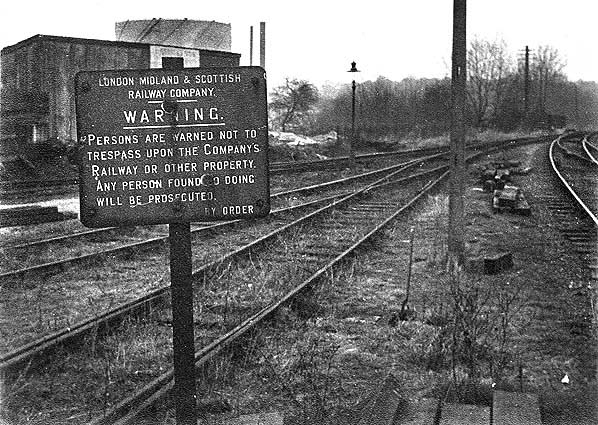 LONDON MIDLAND & SCOTTISH
RAILWAY COMPANY.
WARNING.
PERSONS ARE WARNED NOT TO
TRESPASS UPON THE COMPANY'S
RAILWAY OR OTHER PROPERTY.
ANY PERSON FOUND SO DOING
WILL BE PROSECUTED.
BY ORDER